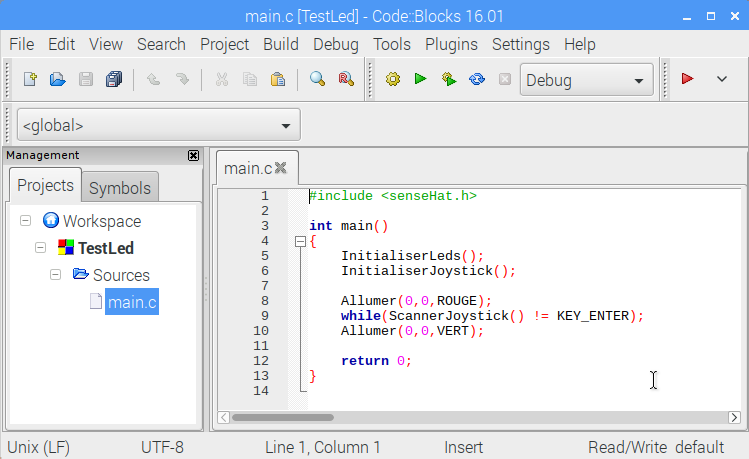 main.c [TestLed] - Code::Blocks 16.01
File Edit View Search Project Build Debug Tools Plugins Settings Help
Debug
<global>
Management
Projects Symbols
Workspace
TestLed
Sources
main.c
main.c
1 #include <senseHat.h>
2
3 int main()
4 {
5 InitialiserLeds();
6 InitialiserJoystick();
7
8 Allumer(0,0,ROUGE);
9 while(ScannerJoystick() != KEY_ENTER);
10 Allumer(0,0,VERT);
11
12 return 0;
13 }
14
Unix (LF) UTF-8 Line 1, Column 1 Insert Read/Write default